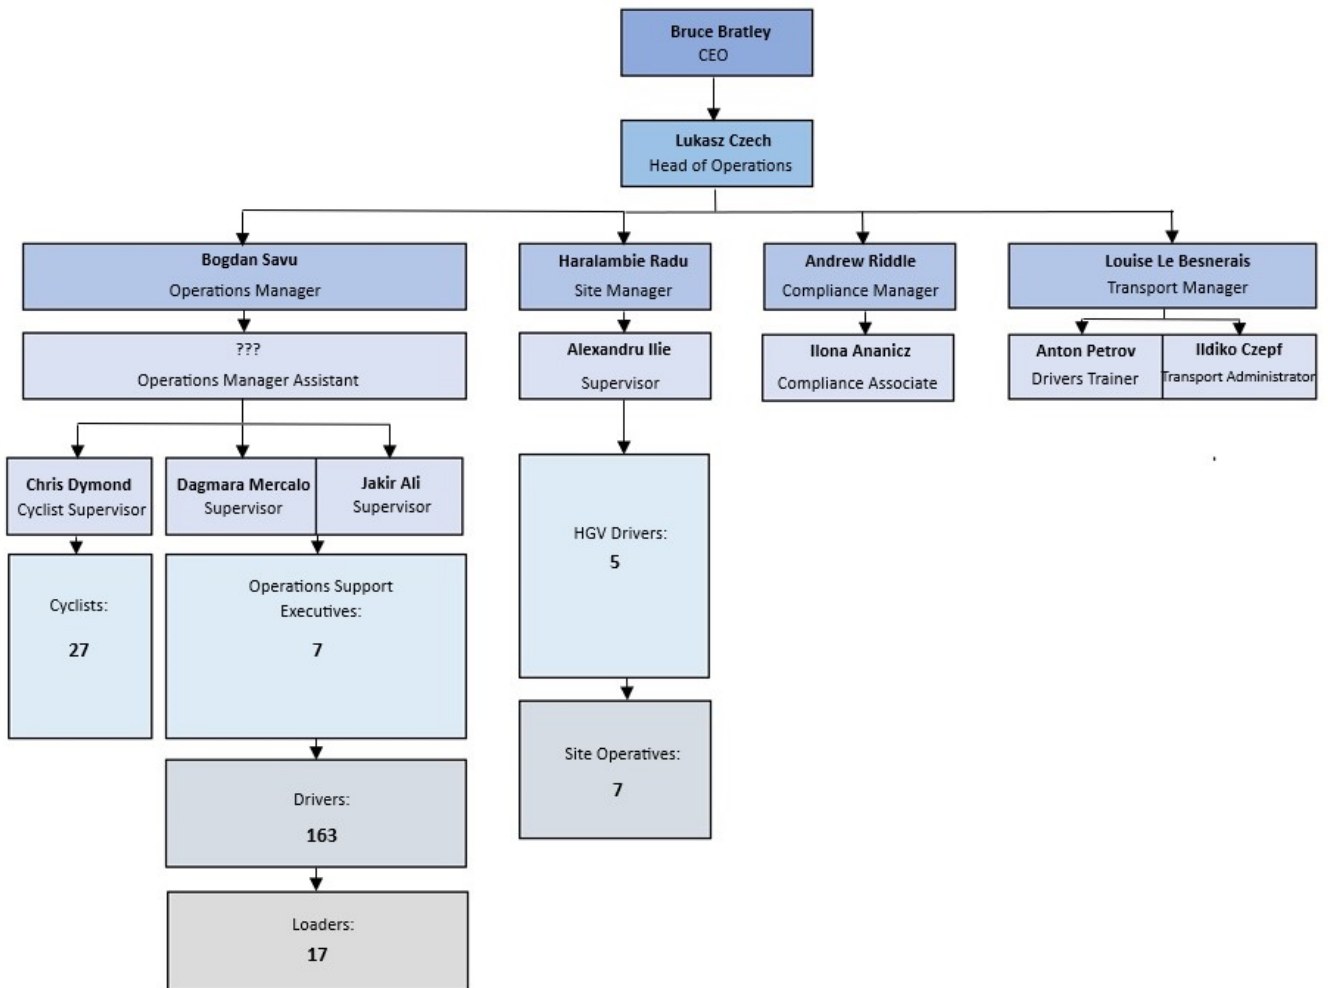 Bruce Bratley
CEO
Lukasz Czech
Head of Operations
Bogdan Savu
Operations Manager
Haralambie Radu
Site Manager
Andrew Riddle
Compliance Manager
Louise Le Besnerais
Transport Manager
???
Operations Manager Assistant
Alexandru Ilie
Supervisor
Ilona Ananicz
Compliance Associate
Anton Petrov
Drivers Trainer
Ildiko Czepf
Transport Administrator
Chris Dymond
Cyclist Supervisor
Dagmara Mercalo
Supervisor
Jakir Ali
Supervisor
Cyclists:
27
Operations Support
Executives:
7
HGV Drivers:
5
Drivers:
163
Site Operatives:
7
Loaders:
17